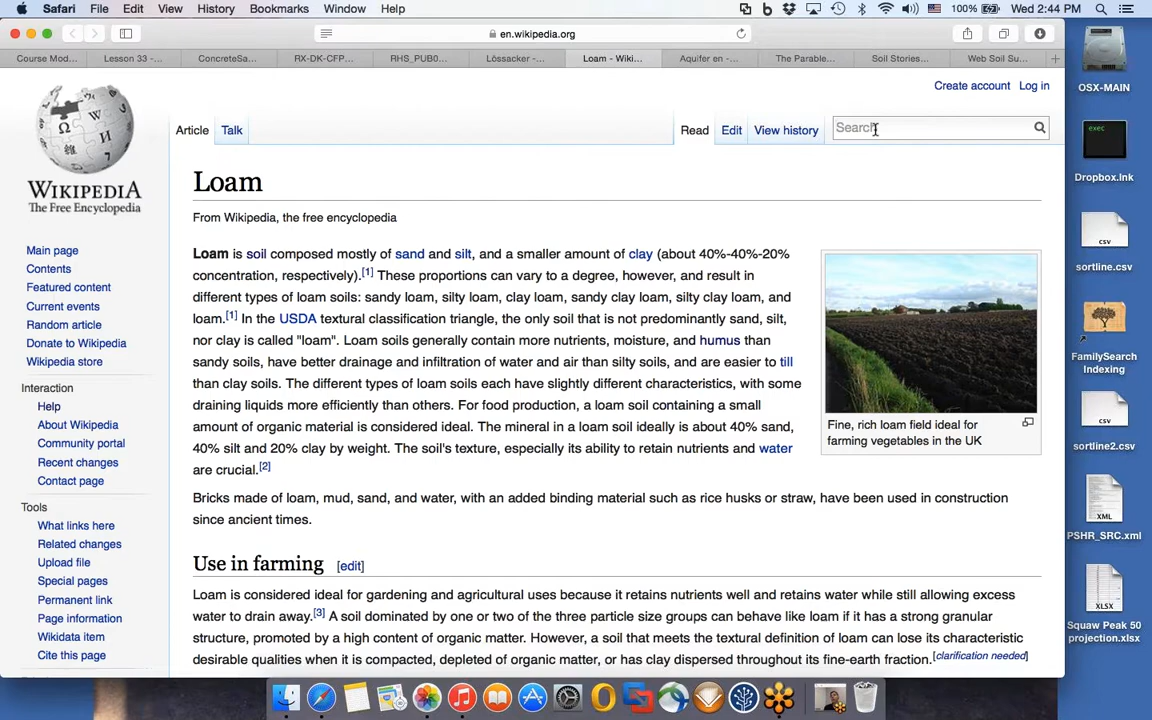 Safari File Edit View History Bookmarks Window Help 100% Wed 2:44 PM
en.wikipedia.org
Course Mod... Lesson 33 -... ConcreteSa... RX-DK-CFP... RHS_PUB0... Lössacker -... Loam - Wiki... Aquifer en -... The Parable... Soil Stories... Web Soil Su...
Create account Log in
Article Talk Read Edit View history Search
WIKIPEDIA
The Free Encyclopedia
Main page
Contents
Featured content
Current events
Random article
Donate to Wikipedia
Wikipedia store
Interaction
Help
About Wikipedia
Community portal
Recent changes
Contact page
Tools
What links here
Related changes
Upload file
Special pages
Permanent link
Page information
Wikidata item
Cite this page
Loam
From Wikipedia, the free encyclopedia
Loam is soil composed mostly of sand and silt, and a smaller amount of clay (about 40%-40%-20%
concentration, respectively).[1] These proportions can vary to a degree, however, and result in
different types of loam soils: sandy loam, silty loam, clay loam, sandy clay loam, silty clay loam, and
loam.[1] In the USDA textural classification triangle, the only soil that is not predominantly sand, silt,
nor clay is called "loam". Loam soils generally contain more nutrients, moisture, and humus than
sandy soils, have better drainage and infiltration of water and air than silty soils, and are easier to till
than clay soils. The different types of loam soils each have slightly different characteristics, with some
draining liquids more efficiently than others. For food production, a loam soil containing a small
amount of organic material is considered ideal. The mineral in a loam soil ideally is about 40% sand,
40% silt and 20% clay by weight. The soil's texture, especially its ability to retain nutrients and water
are crucial.[2]
Fine, rich loam field ideal for
farming vegetables in the UK
Bricks made of loam, mud, sand, and water, with an added binding material such as rice husks or straw, have been used in construction
since ancient times.
Use in farming [edit]
Loam is considered ideal for gardening and agricultural uses because it retains nutrients well and retains water while still allowing excess
water to drain away.[3] A soil dominated by one or two of the three particle size groups can behave like loam if it has a strong granular
structure, promoted by a high content of organic matter. However, a soil that meets the textural definition of loam can lose its characteristic
desirable qualities when it is compacted, depleted of organic matter, or has clay dispersed throughout its fine-earth fraction.[clarification needed]
OSX-MAIN
exec
Dropbox.lnk
csv
sortline.csv
FamilySearch
Indexing
csv
sortline2.csv
XML
PSHR_SRC.xml
XLSX
Squaw Peak 50
projection.xlsx